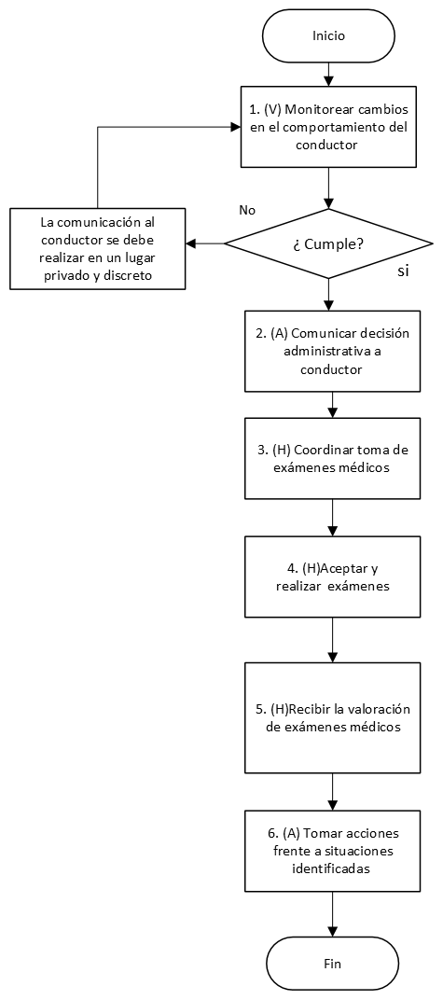 Inicio
1. (V) Monitorear cambios
en el comportamiento del
conductor
No
La comunicación al
conductor se debe
realizar en un lugar
privado y discreto
¿ Cumple?
si
2. (A) Comunicar decisión
administrativa a
conductor
3. (H) Coordinar toma de
exámenes médicos
4. (H)Aceptar y
realizar exámenes
5. (H)Recibir la valoración
de exámenes médicos
6. (A) Tomar acciones
frente a situaciones
identificadas
Fin